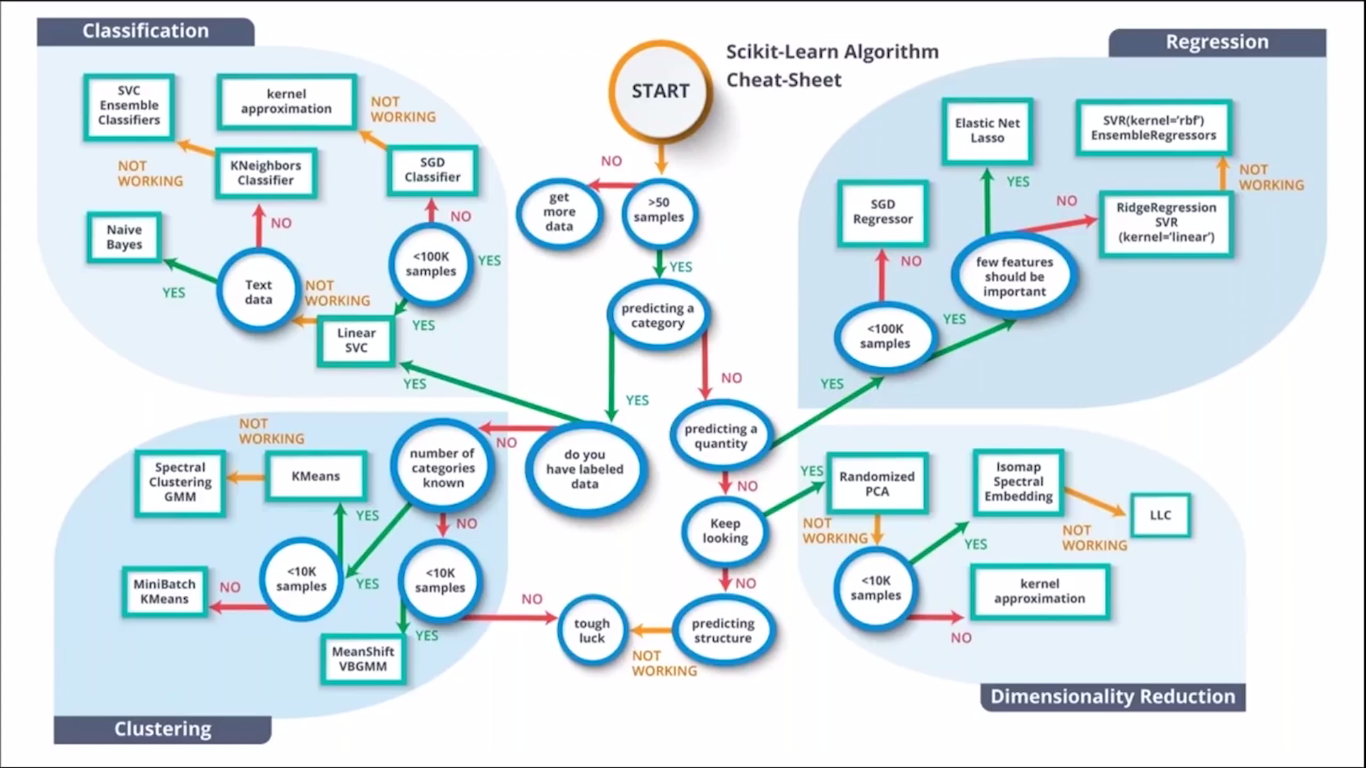 Classification
Scikit-Learn Algorithm
Cheat-Sheet
START
Regression
SVC
Ensemble
Classifiers
kernel
approximation
NOT
WORKING
NOT
WORKING
KNeighbors
Classifier
SGD
Classifier
Naive
Bayes
NO
NO
<100K
samples
YES
YES
Text
data
NOT
WORKING
YES
Linear
SVC
YES
NO
get
more
data
>50
samples
YES
predicting a
category
NO
YES
predicting a
quantity
do you
have labeled
data
NO
NO
Keep
looking
NO
predicting
structure
NOT
WORKING
tough
luck
Elastic Net
Lasso
SVR(kernel='rbf')
EnsembleRegressors
YES
NOT
WORKING
SGD
Regressor
NO
RidgeRegression
SVR
(kernel='linear')
NO
few features
should be
important
<100K
samples
YES
YES
NOT
WORKING
Spectral
Clustering
GMM
KMeans
number of
categories
known
YES
NO
<10K
samples
YES
<10K
samples
MiniBatch
KMeans
NO
NO
YES
MeanShift
VBGMM
Clustering
YES
Randomized
PCA
Isomap
Spectral
Embedding
LLC
NOT
WORKING
NOT
WORKING
YES
<10K
samples
kernel
approximation
NO
Dimensionality Reduction